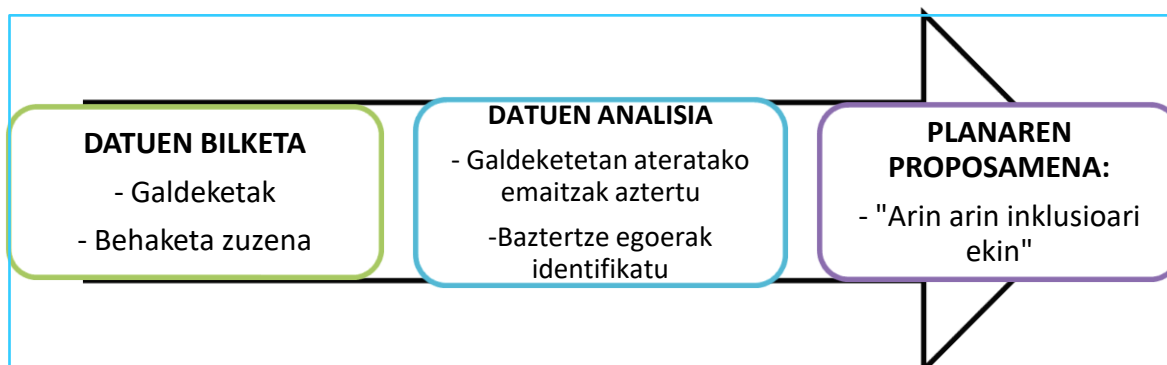 DATUEN BILKETA
- Galdeketak
- Behaketa zuzena
DATUEN ANALISIA
- Galdeketetan ateratako
emaitzak aztertu
-Baztertze egoerak
identifikatu
PLANAREN
PROPOSAMENA:
- "Arin arin inklusioari
ekin"